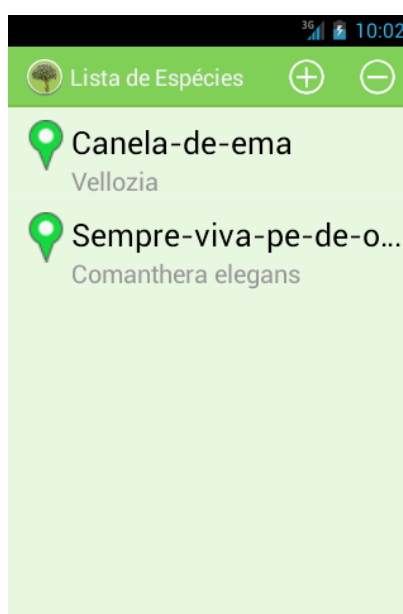 3G 10:02
Lista de Espécies
Canela-de-ema
Vellozia
Sempre-viva-pe-de-o...
Comanthera elegans